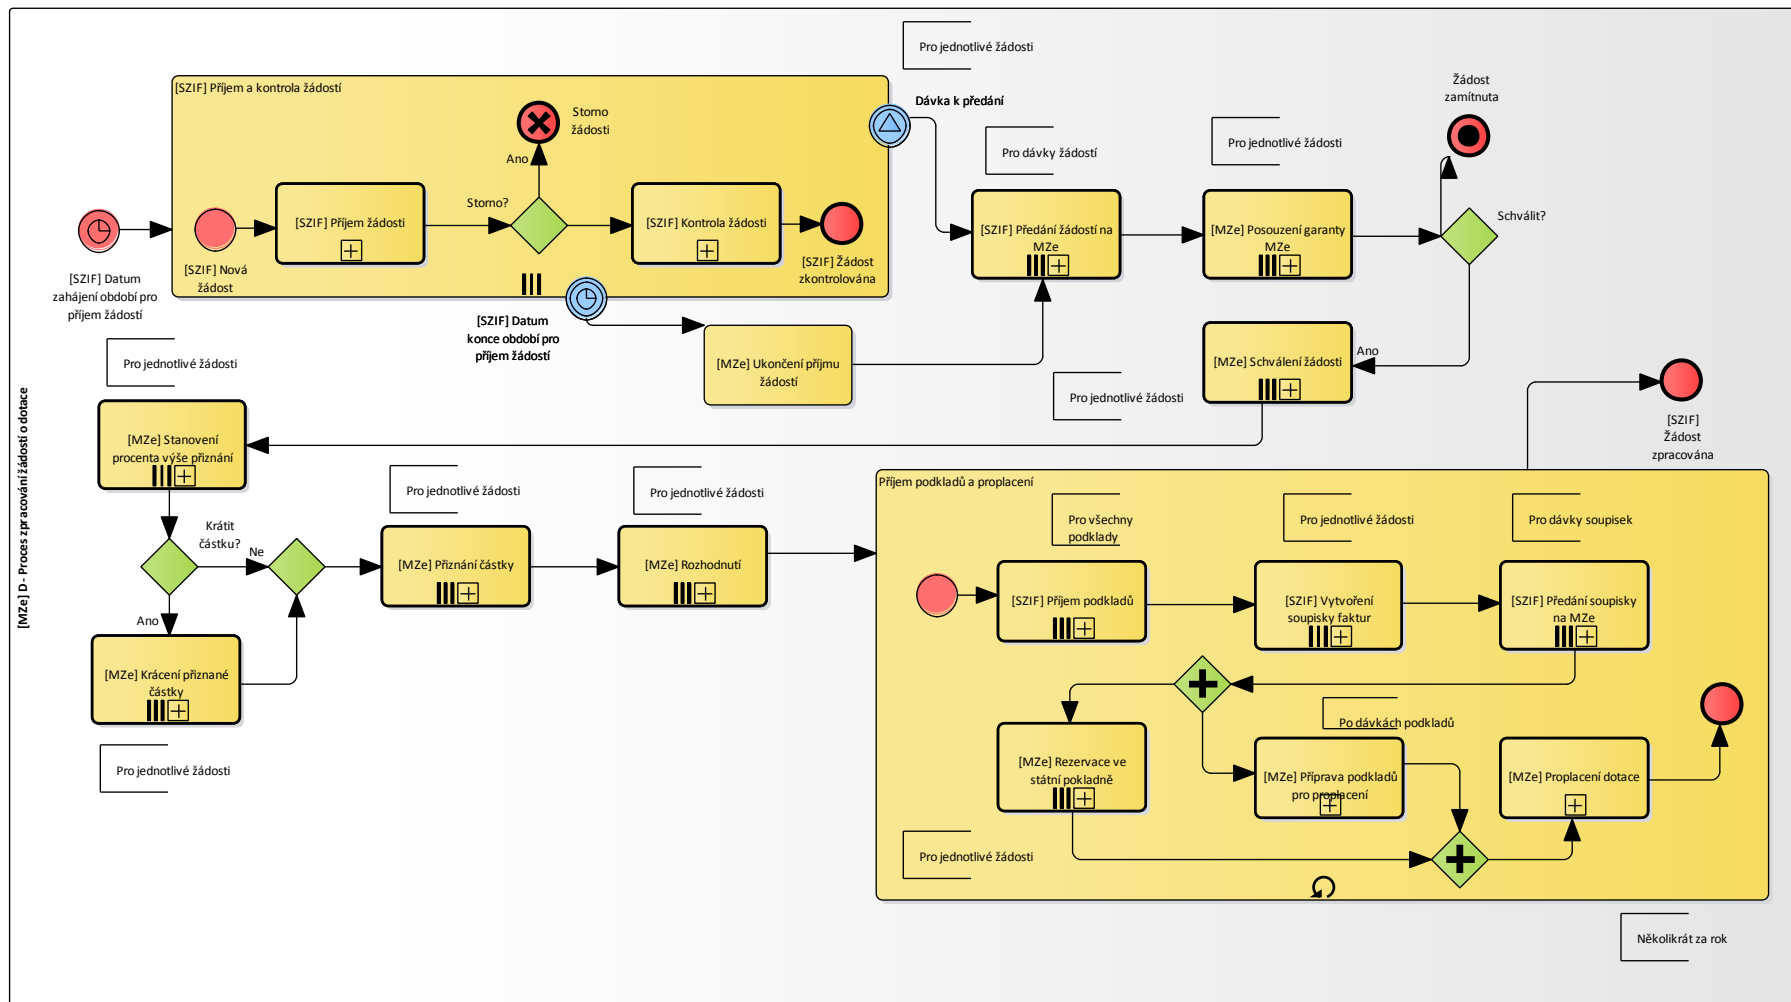 [MZe] D - Proces zpracování žádostí o dotace
Pro jednotlivé žádosti
[SZIF] Příjem a kontrola žádostí
Storno
žádosti
Ano
Storno?
[SZIF] Příjem žádosti
[SZIF] Kontrola žádosti
[SZIF] Nová
žádost
[SZIF] Žádost
zkontrolována
[SZIF] Datum
zahájení období pro
příjem žádostí
[SZIF] Datum
konce období pro
příjem žádostí
Dávka k předání
Pro dávky žádostí
[SZIF] Předání žádostí na
MZe
Pro jednotlivé žádosti
[MZe] Posouzení garanty
MZe
Žádost
zamítnuta
Schválit?
[MZe] Ukončení příjmu
žádostí
Ano
[MZe] Schválení žádosti
Pro jednotlivé žádosti
[SZIF]
Žádost
zpracována
Pro jednotlivé žádosti
[MZe] Stanovení
procenta výše přiznání
Krátit
částku?
Ne
Ano
[MZe] Krácení přiznané
částky
Pro jednotlivé žádosti
Pro jednotlivé žádosti
[MZe] Přiznání částky
Pro jednotlivé žádosti
[MZe] Rozhodnutí
Příjem podkladů a proplacení
Pro všechny
podklady
Pro jednotlivé žádosti
Pro dávky soupisek
[SZIF] Příjem podkladů
[SZIF] Vytvoření
soupisky faktur
[SZIF] Předání soupisky
na MZe
Po dávkách podkladů
[MZe] Rezervace ve
státní pokladně
[MZe] Příprava podkladů
pro proplacení
[MZe] Proplacení dotace
Pro jednotlivé žádosti
Několikrát za rok